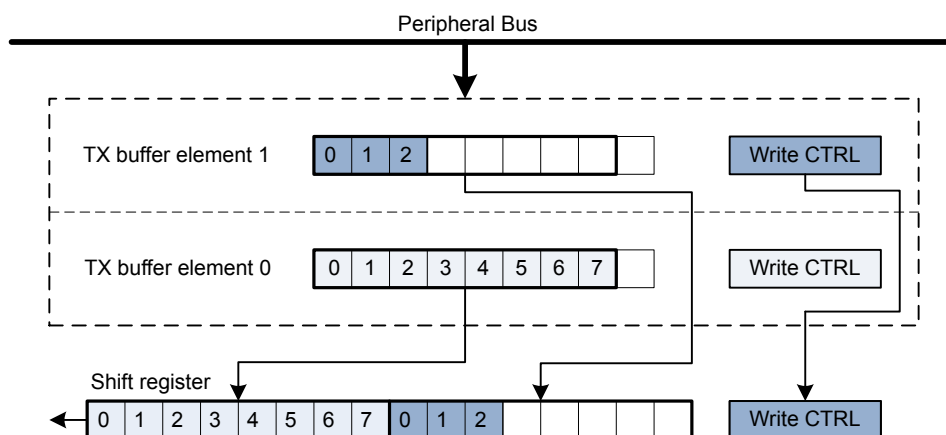 Peripheral Bus
TX buffer element 1 0 1 2 Write CTRL
TX buffer element 0 0 1 2 3 4 5 6 7 Write CTRL
Shift register
0 1 2 3 4 5 6 7 0 1 2 Write CTRL